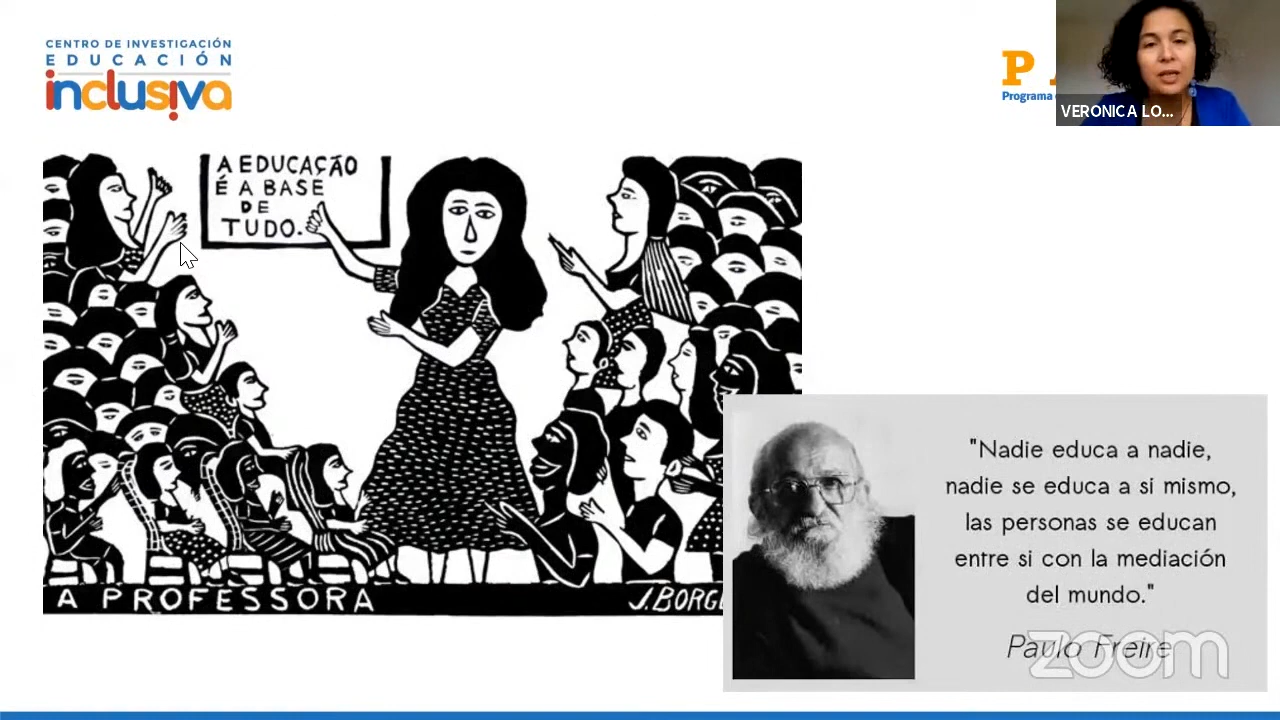 CENTRO DE INVESTIGACIÓN
EDUCACIÓN
inclusiva
P
Programa
VERONICA LO...
A EDUCAÇÃO
É A BASE
DE
TUDO.
A PROFESSORA
J. BORGE
"Nadie educa a nadie,
nadie se educa a si mismo,
las personas se educan
entre si con la mediación
del mundo."
Paulo Freire
zoom